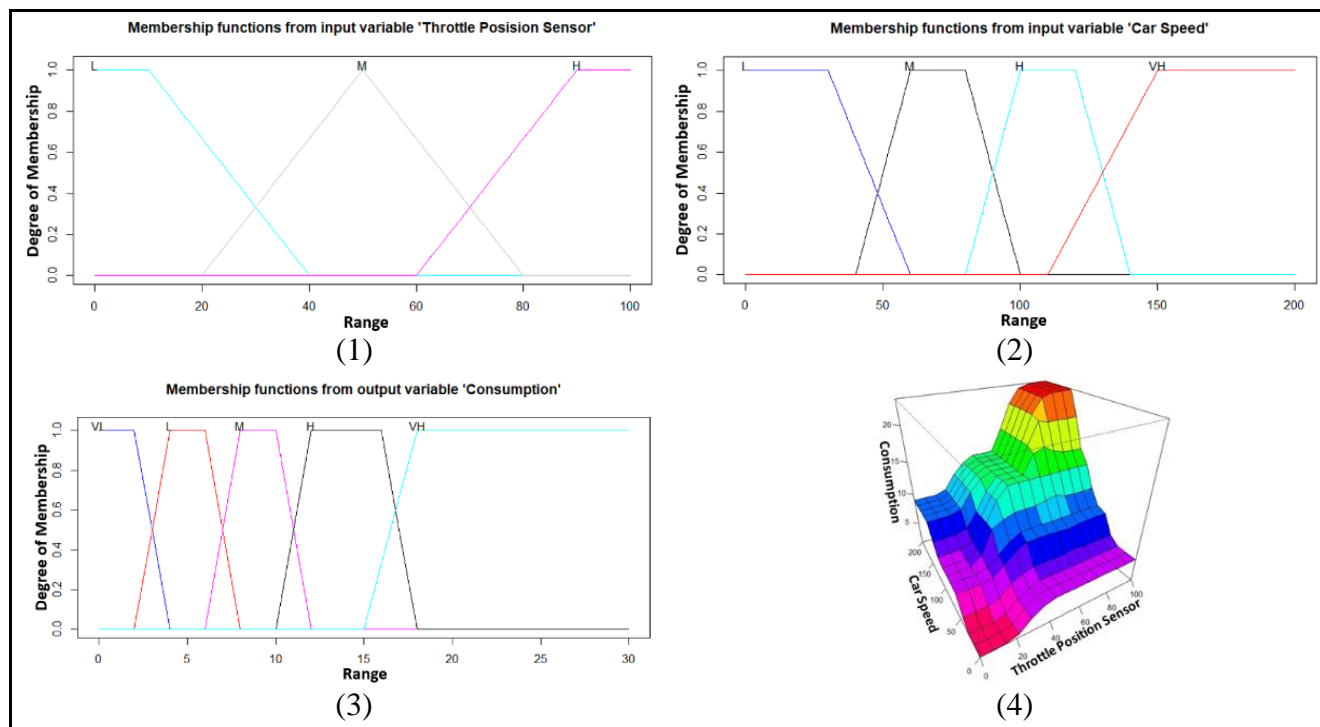 Membership functions from input variable 'Throttle Posision Sensor'
L M H
Degree of Membership
0.0 0.2 0.4 0.6 0.8 1.0
0 20 40 60 80 100
Range
(1)
Membership functions from input variable 'Car Speed'
L M H VH
Degree of Membership
0.0 0.2 0.4 0.6 0.8 1.0
0 50 100 150 200
Range
(2)
Membership functions from output variable 'Consumption'
VL L M H VH
Degree of Membership
0.0 0.2 0.4 0.6 0.8 1.0
0 5 10 15 20 25 30
Range
(3)
Consumption
20
15
10
5
200
150
100
50
0
Car Speed
0 20 40 60 80 100
Throttle Position Sensor
(4)